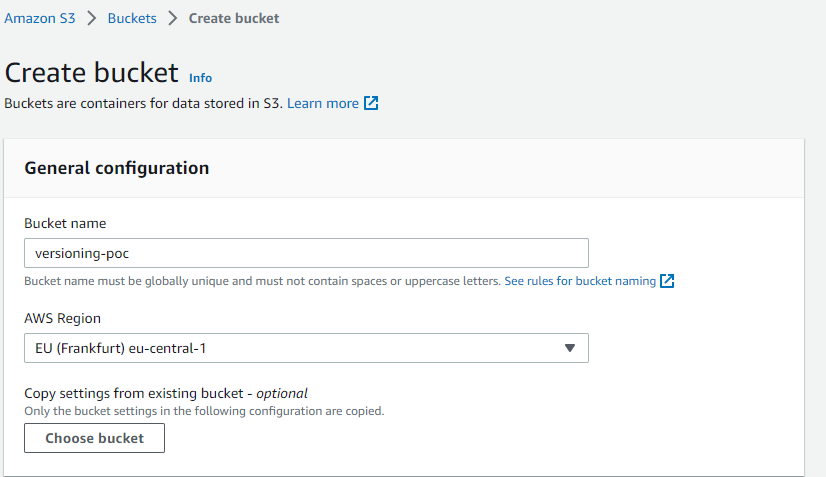 Amazon S3 > Buckets > Create bucket
Create bucket Info
Buckets are containers for data stored in S3. Learn more
General configuration
Bucket name
versioning-poc
Bucket name must be globally unique and must not contain spaces or uppercase letters. See rules for bucket naming
AWS Region
EU (Frankfurt) eu-central-1
Copy settings from existing bucket - optional
Only the bucket settings in the following configuration are copied.
Choose bucket